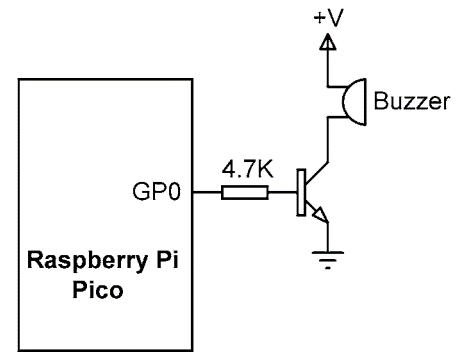 +V
Buzzer
4.7K
GP0
Raspberry Pi
Pico